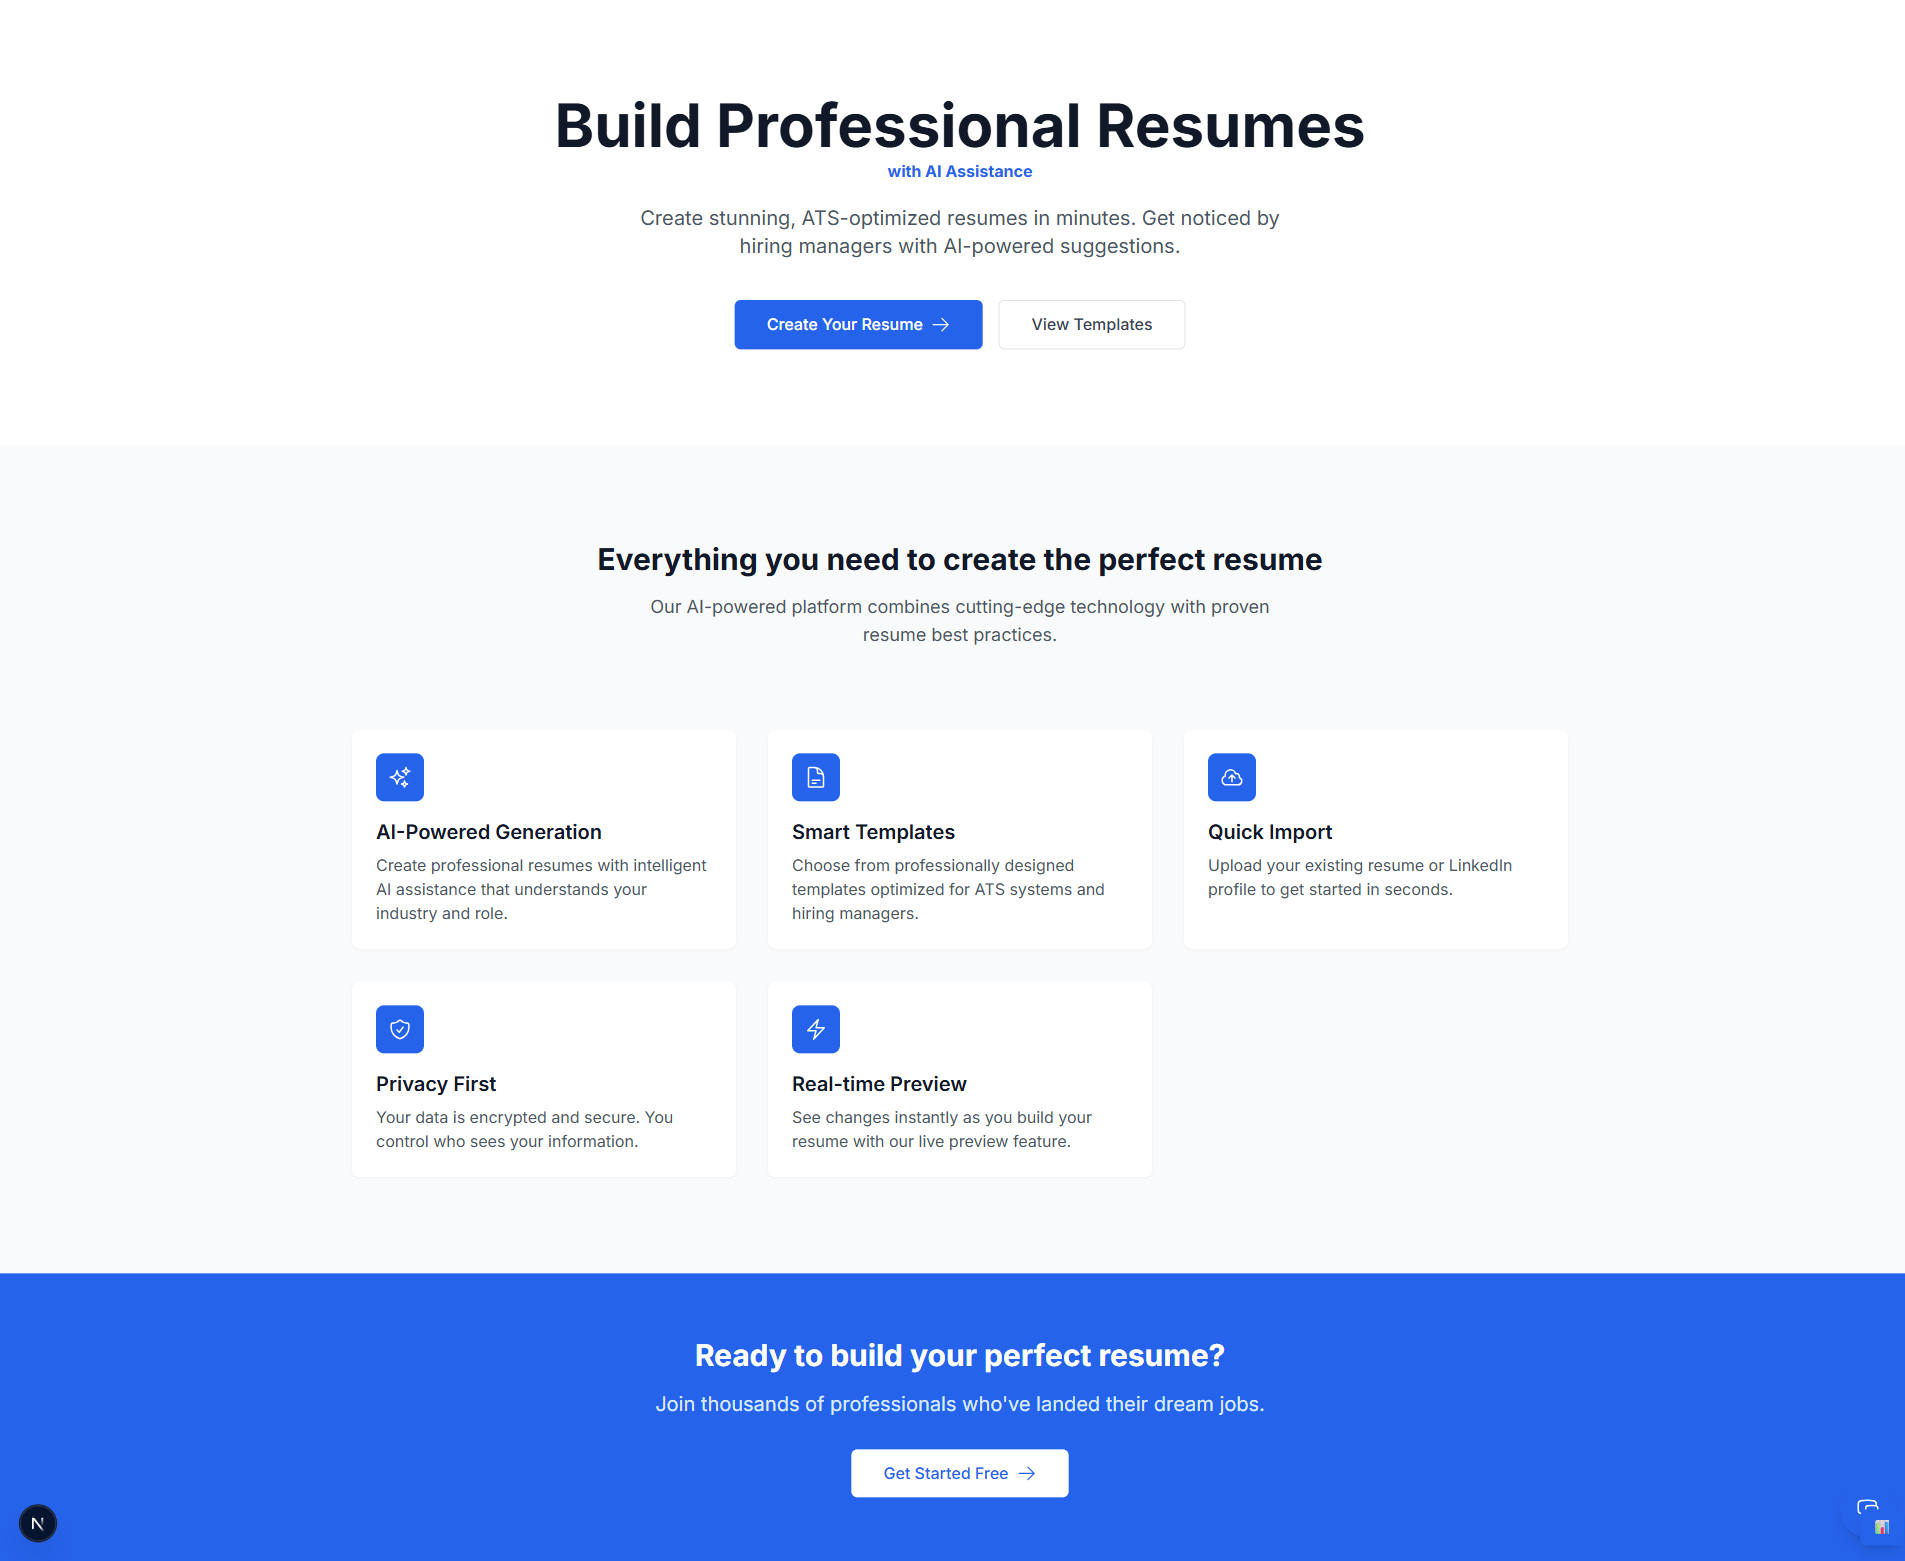 Build Professional Resumes
with AI Assistance
Create stunning, ATS-optimized resumes in minutes. Get noticed by
hiring managers with AI-powered suggestions.
Create Your Resume
View Templates
Everything you need to create the perfect resume
Our AI-powered platform combines cutting-edge technology with proven
resume best practices.
AI-Powered Generation
Create professional resumes with intelligent
AI assistance that understands your
industry and role.
Smart Templates
Choose from professionally designed
templates optimized for ATS systems and
hiring managers.
Quick Import
Upload your existing resume or LinkedIn
profile to get started in seconds.
Privacy First
Your data is encrypted and secure. You
control who sees your information.
Real-time Preview
See changes instantly as you build your
resume with our live preview feature.
Ready to build your perfect resume?
Join thousands of professionals who've landed their dream jobs.
Get Started Free
N